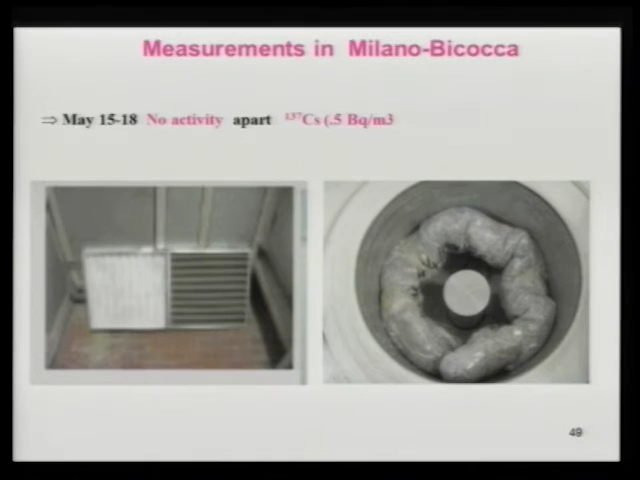 Measurements in Milano-Bicocca
⇒ May 15-18 No activity apart ¹³⁷Cs (.5 Bq/m3
49